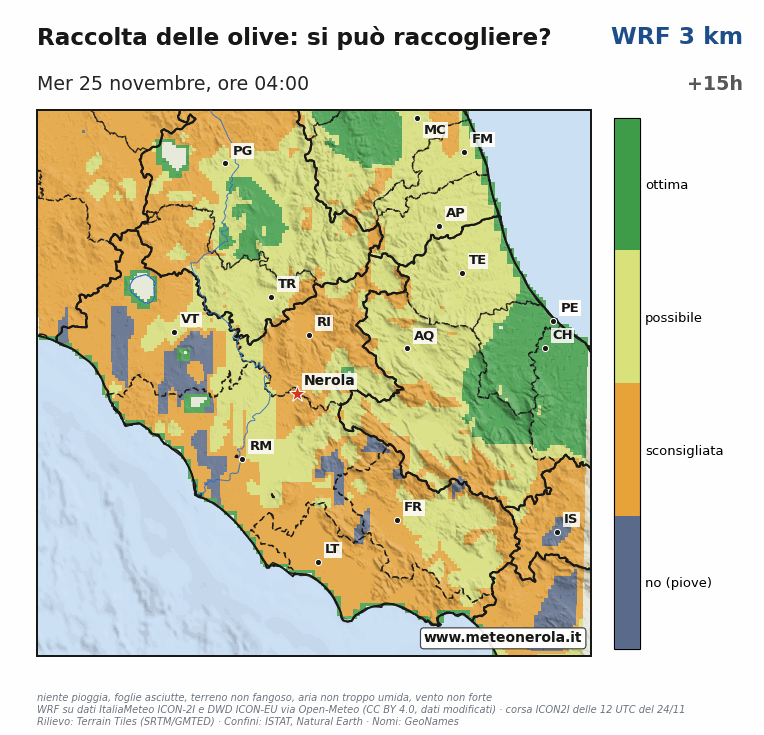 Raccolta delle olive: si può raccogliere?
WRF 3 km
Mer 25 novembre, ore 04:00
+15h
MC
FM
PG
AP
TE
TR
PE
VT
RI
AQ
CH
Nerola
RM
FR
IS
LT
www.meteonerola.it
ottima
possibile
sconsigliata
no (piove)
niente pioggia, foglie asciutte, terreno non fangoso, aria non troppo umida, vento non forte
WRF su dati ItaliaMeteo ICON-2I e DWD ICON-EU via Open-Meteo (CC BY 4.0, dati modificati) · corsa ICON2I delle 12 UTC del 24/11
Rilievo: Terrain Tiles (SRTM/GMTED) · Confini: ISTAT, Natural Earth · Nomi: GeoNames